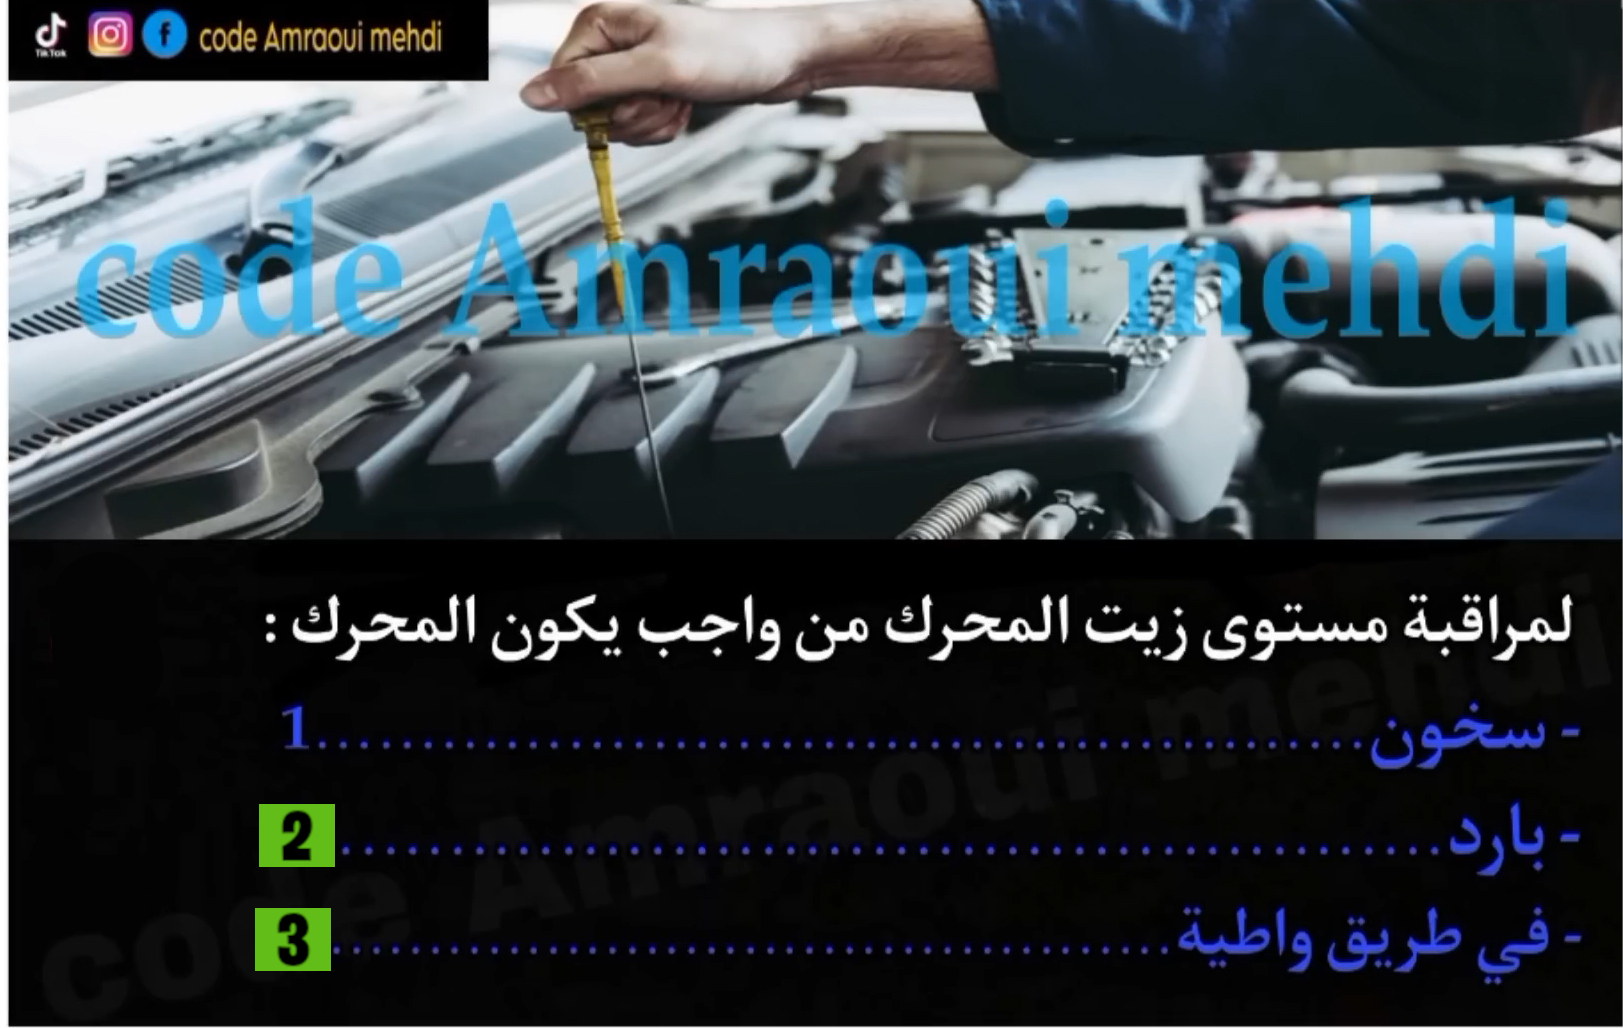 TikTok code Amraoui mehdi
code Amraoui mehdi
لمراقبة مستوى زيت المحرك من واجب يكون المحرك :
- سخون..................................................1
- بارد..................................................2
- في طريق واطية..................................................3
code Amraoui mehdi